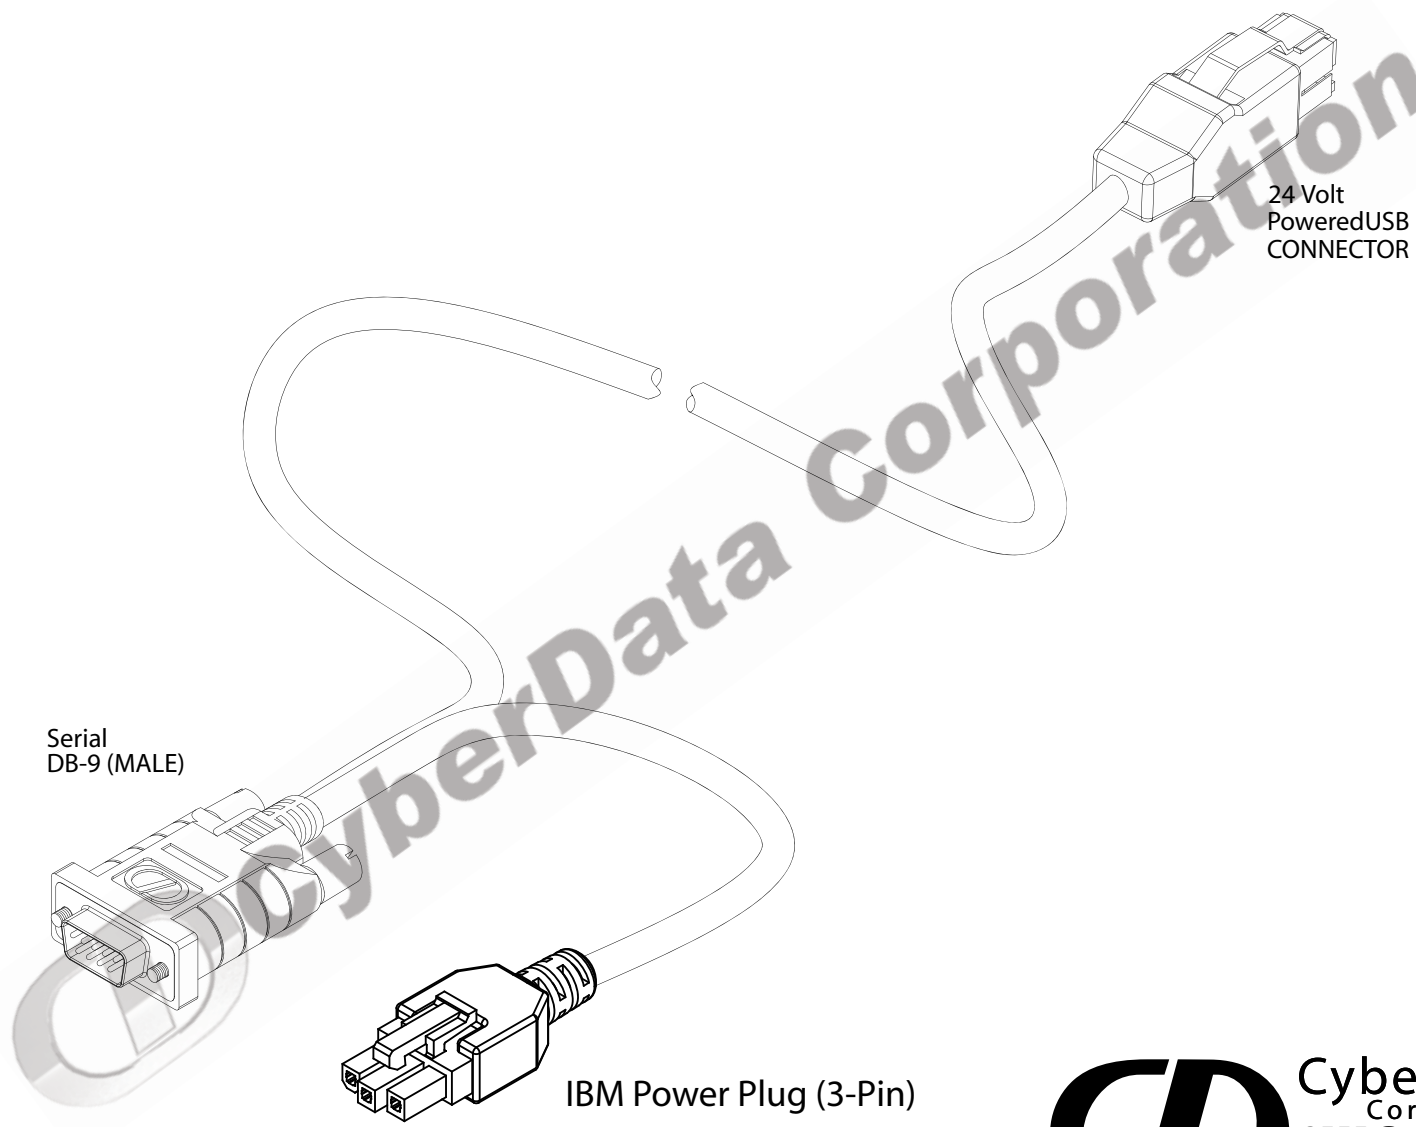 24 Volt
PoweredUSB
CONNECTOR
CyberData Corporation
Serial
DB-9 (MALE)
IBM Power Plug (3-Pin)
Cybe
Cor